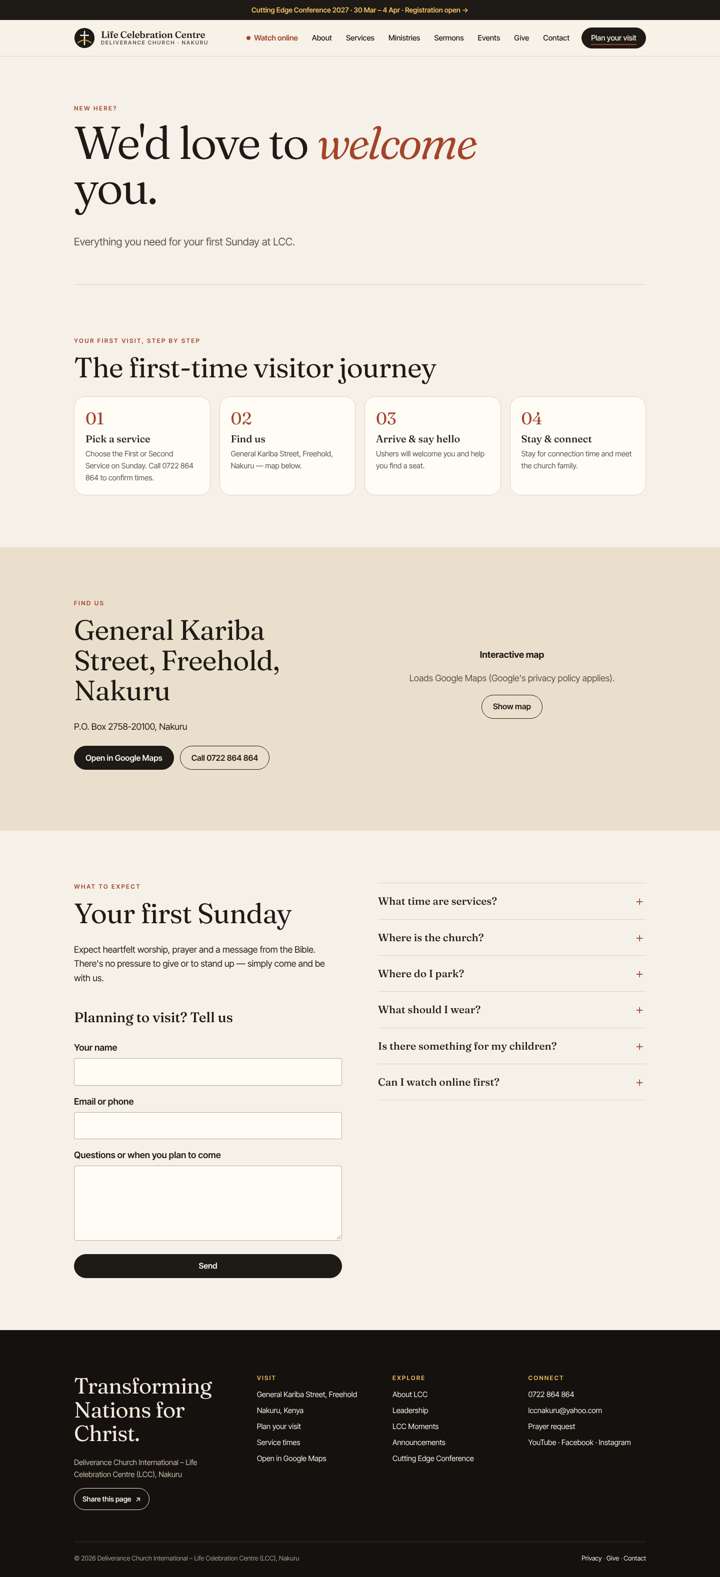 Cutting Edge Conference 2027 · 30 Mar – 4 Apr · Registration open →
Life Celebration Centre
DELIVERANCE CHURCH · NAKURU
Watch online
About
Services
Ministries
Sermons
Events
Give
Contact
Plan your visit
NEW HERE?
We'd love to welcome
you.
Everything you need for your first Sunday at LCC.
YOUR FIRST VISIT, STEP BY STEP
The first-time visitor journey
01
Pick a service
Choose the First or Second
Service on Sunday. Call 0722 864
864 to confirm times.
02
Find us
General Kariba Street, Freehold,
Nakuru — map below.
03
Arrive & say hello
Ushers will welcome you and help
you find a seat.
04
Stay & connect
Stay for connection time and meet
the church family.
FIND US
General Kariba
Street, Freehold,
Nakuru
P.O. Box 2758-20100, Nakuru
Open in Google Maps
Call 0722 864 864
Interactive map
Loads Google Maps (Google's privacy policy applies).
Show map
WHAT TO EXPECT
Your first Sunday
Expect heartfelt worship, prayer and a message from the Bible.
There's no pressure to give or to stand up — simply come and be
with us.
Planning to visit? Tell us
Your name
Email or phone
Questions or when you plan to come
Send
What time are services? +
Where is the church? +
Where do I park? +
What should I wear? +
Is there something for my children? +
Can I watch online first? +
Transforming
Nations for
Christ.
Deliverance Church International – Life
Celebration Centre (LCC), Nakuru
Share this page ↗
VISIT
General Kariba Street, Freehold
Nakuru, Kenya
Plan your visit
Service times
Open in Google Maps
EXPLORE
About LCC
Leadership
LCC Moments
Announcements
Cutting Edge Conference
CONNECT
0722 864 864
lccnakuru@yahoo.com
Prayer request
YouTube · Facebook · Instagram
© 2026 Deliverance Church International – Life Celebration Centre (LCC), Nakuru
Privacy · Give · Contact